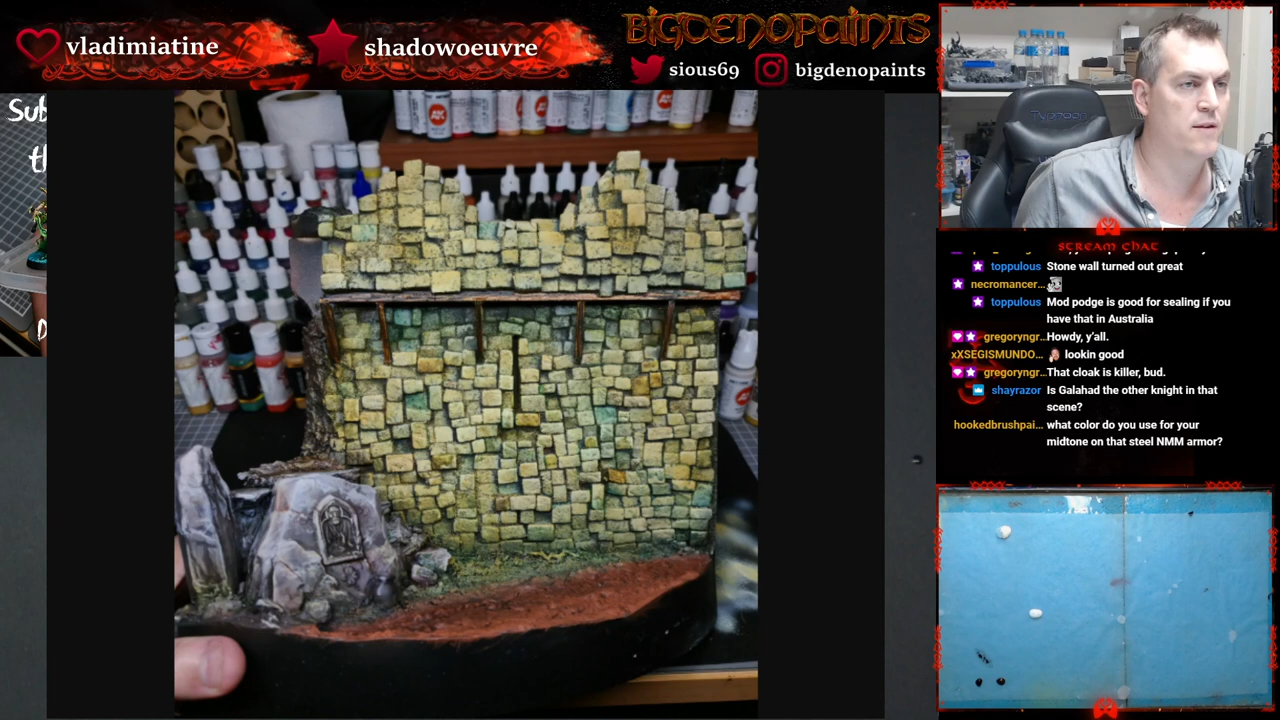 vladimiatine
shadowoeuvre
BIGDENOPAINTS
sious69
bigdenopaints
Sub
th
D
AK
Typhoon
STREAM CHAT
toppulous Stone wall turned out great
necromancer...
toppulous Mod podge is good for sealing if you
have that in Australia
gregoryngr... Howdy, y'all.
xXSEGISMUNDO... lookin good
gregoryngr... That cloak is killer, bud.
shayrazor Is Galahad the other knight in that
scene?
hookedbrushpai... what color do you use for your
midtone on that steel NMM armor?